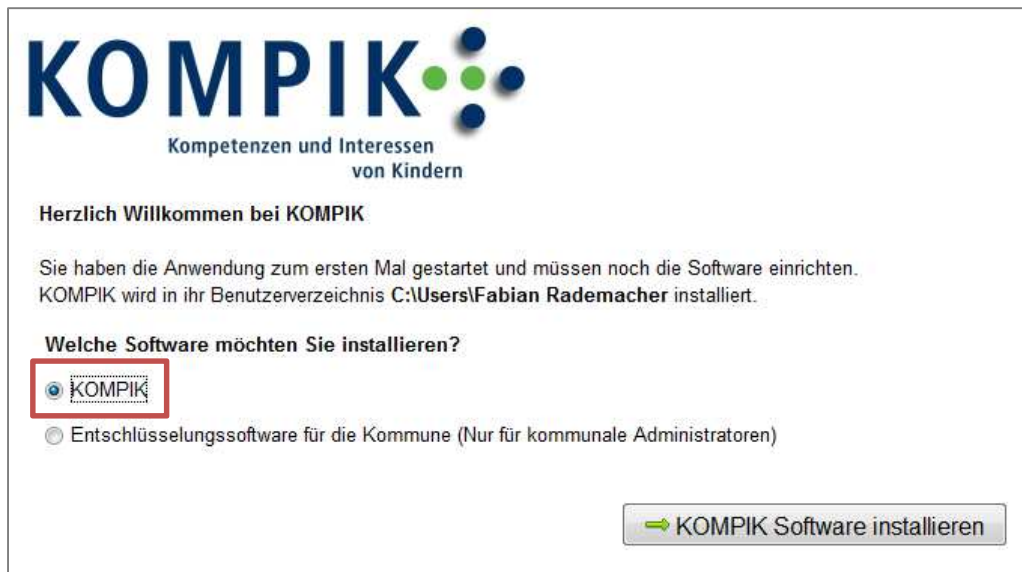 KOMPIK
Kompetenzen und Interessen
von Kindern
Herzlich Willkommen bei KOMPIK
Sie haben die Anwendung zum ersten Mal gestartet und müssen noch die Software einrichten.
KOMPIK wird in ihr Benutzerverzeichnis C:\Users\Fabian Rademacher installiert.
Welche Software möchten Sie installieren?
KOMPIK
Entschlüsselungssoftware für die Kommune (Nur für kommunale Administratoren)
KOMPIK Software installieren